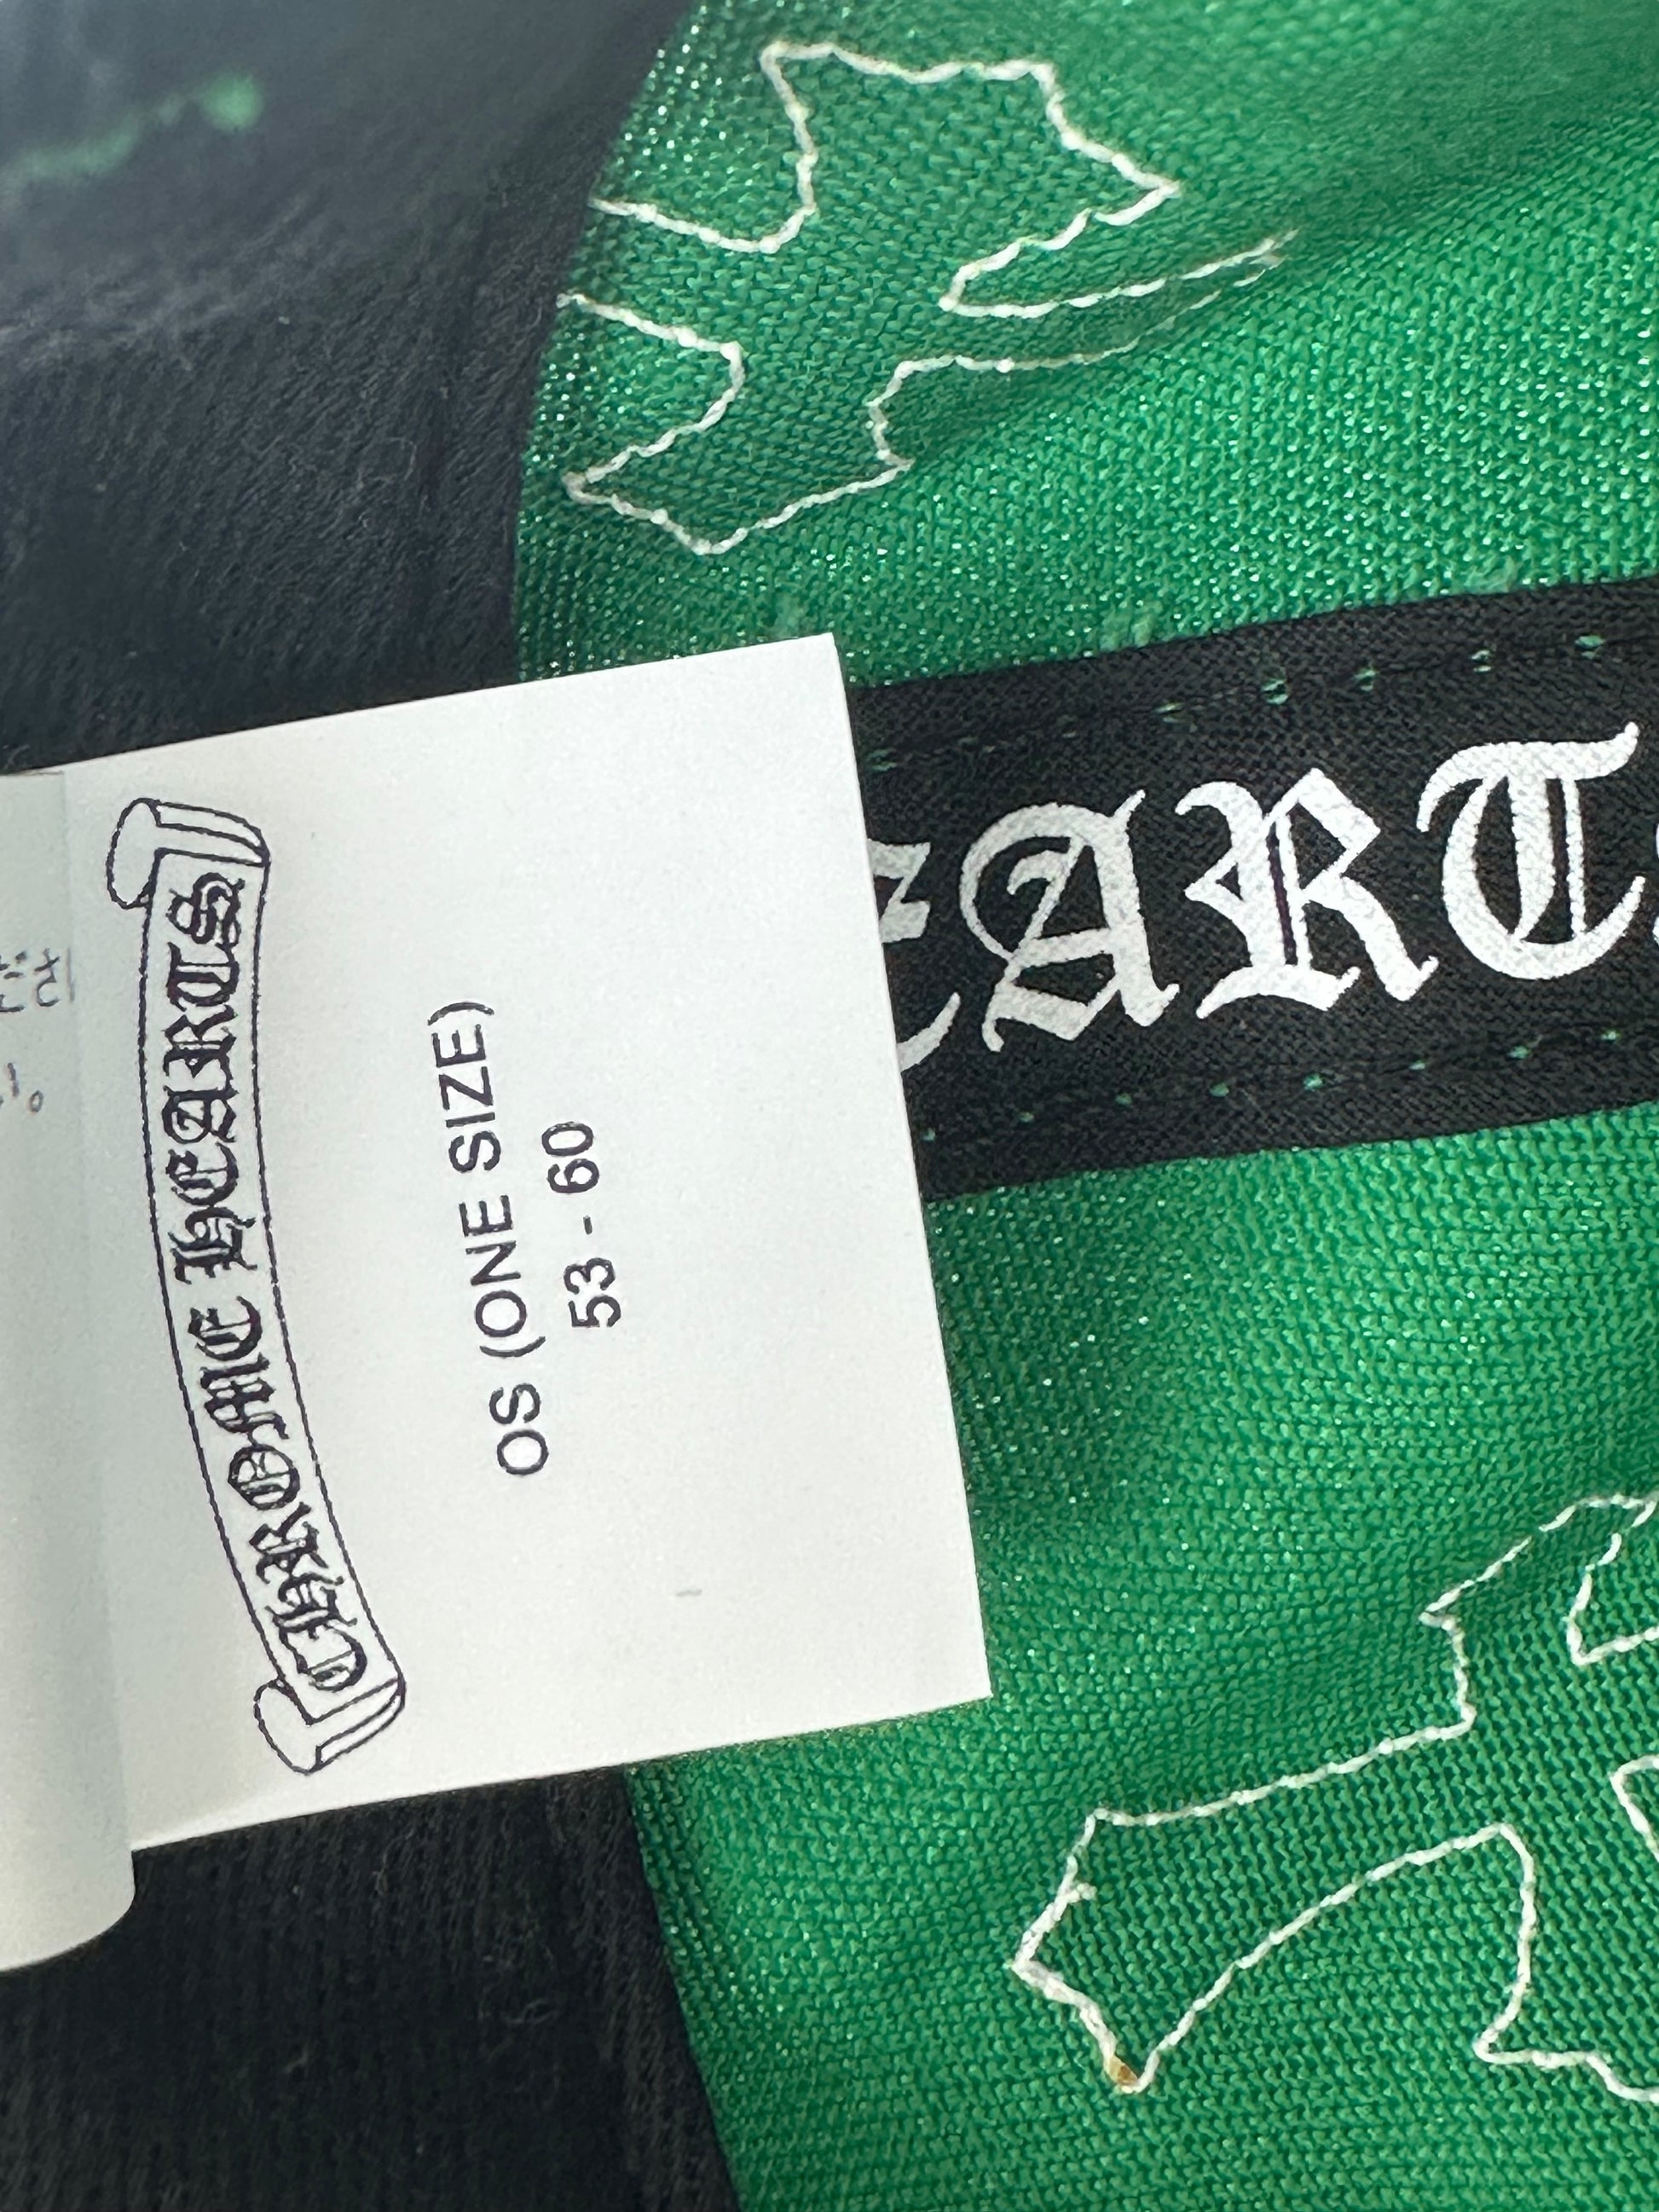 CHROME HEARTS
OS (ONE SIZE)
53 - 60
EARTS